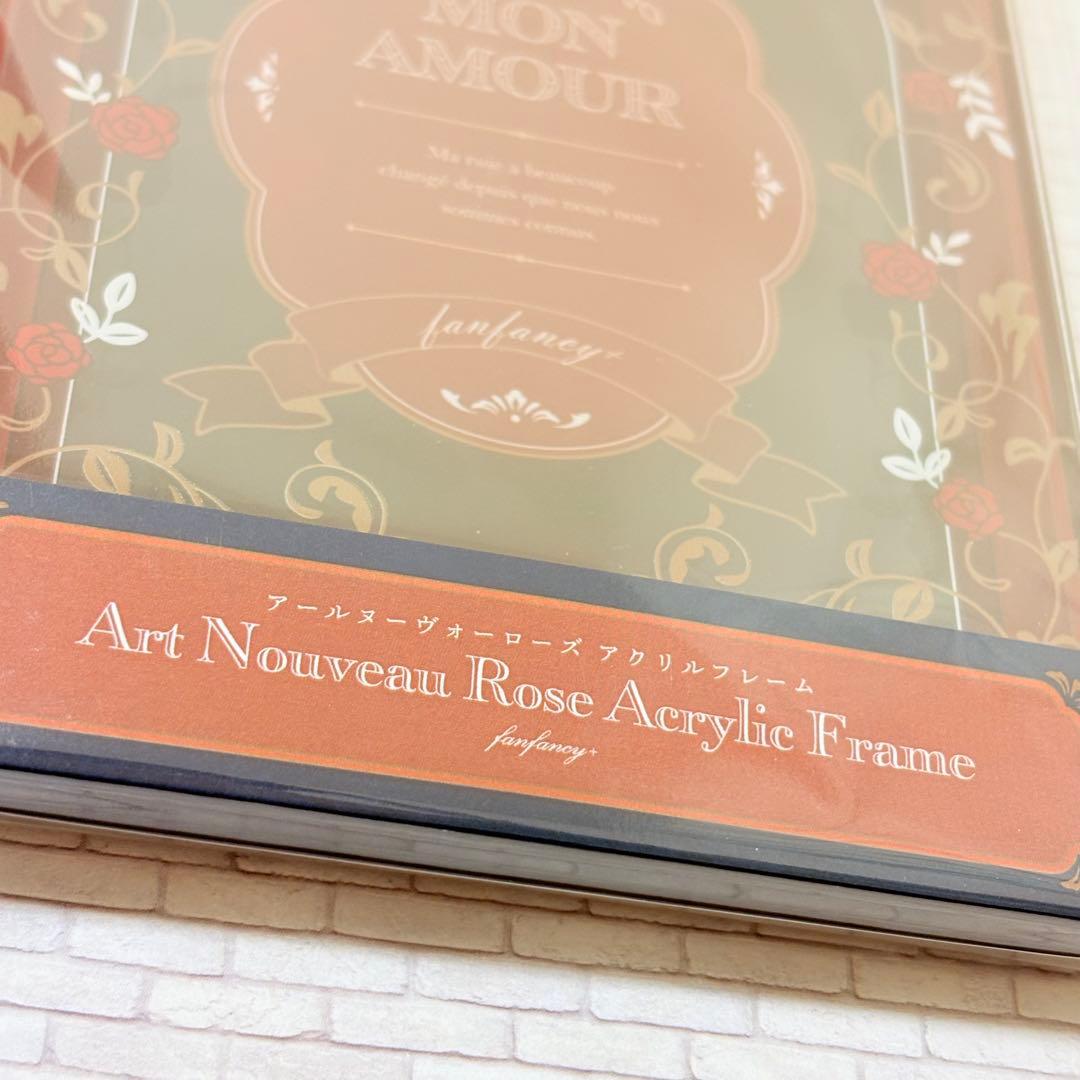 MON
AMOUR
Ma voie a beaucoup
changé depuis que nous nous
sommes connus.
fanfancy+
アールヌーヴォーローズ アクリルフレーム
Art Nouveau Rose Acrylic Frame
fanfancy+